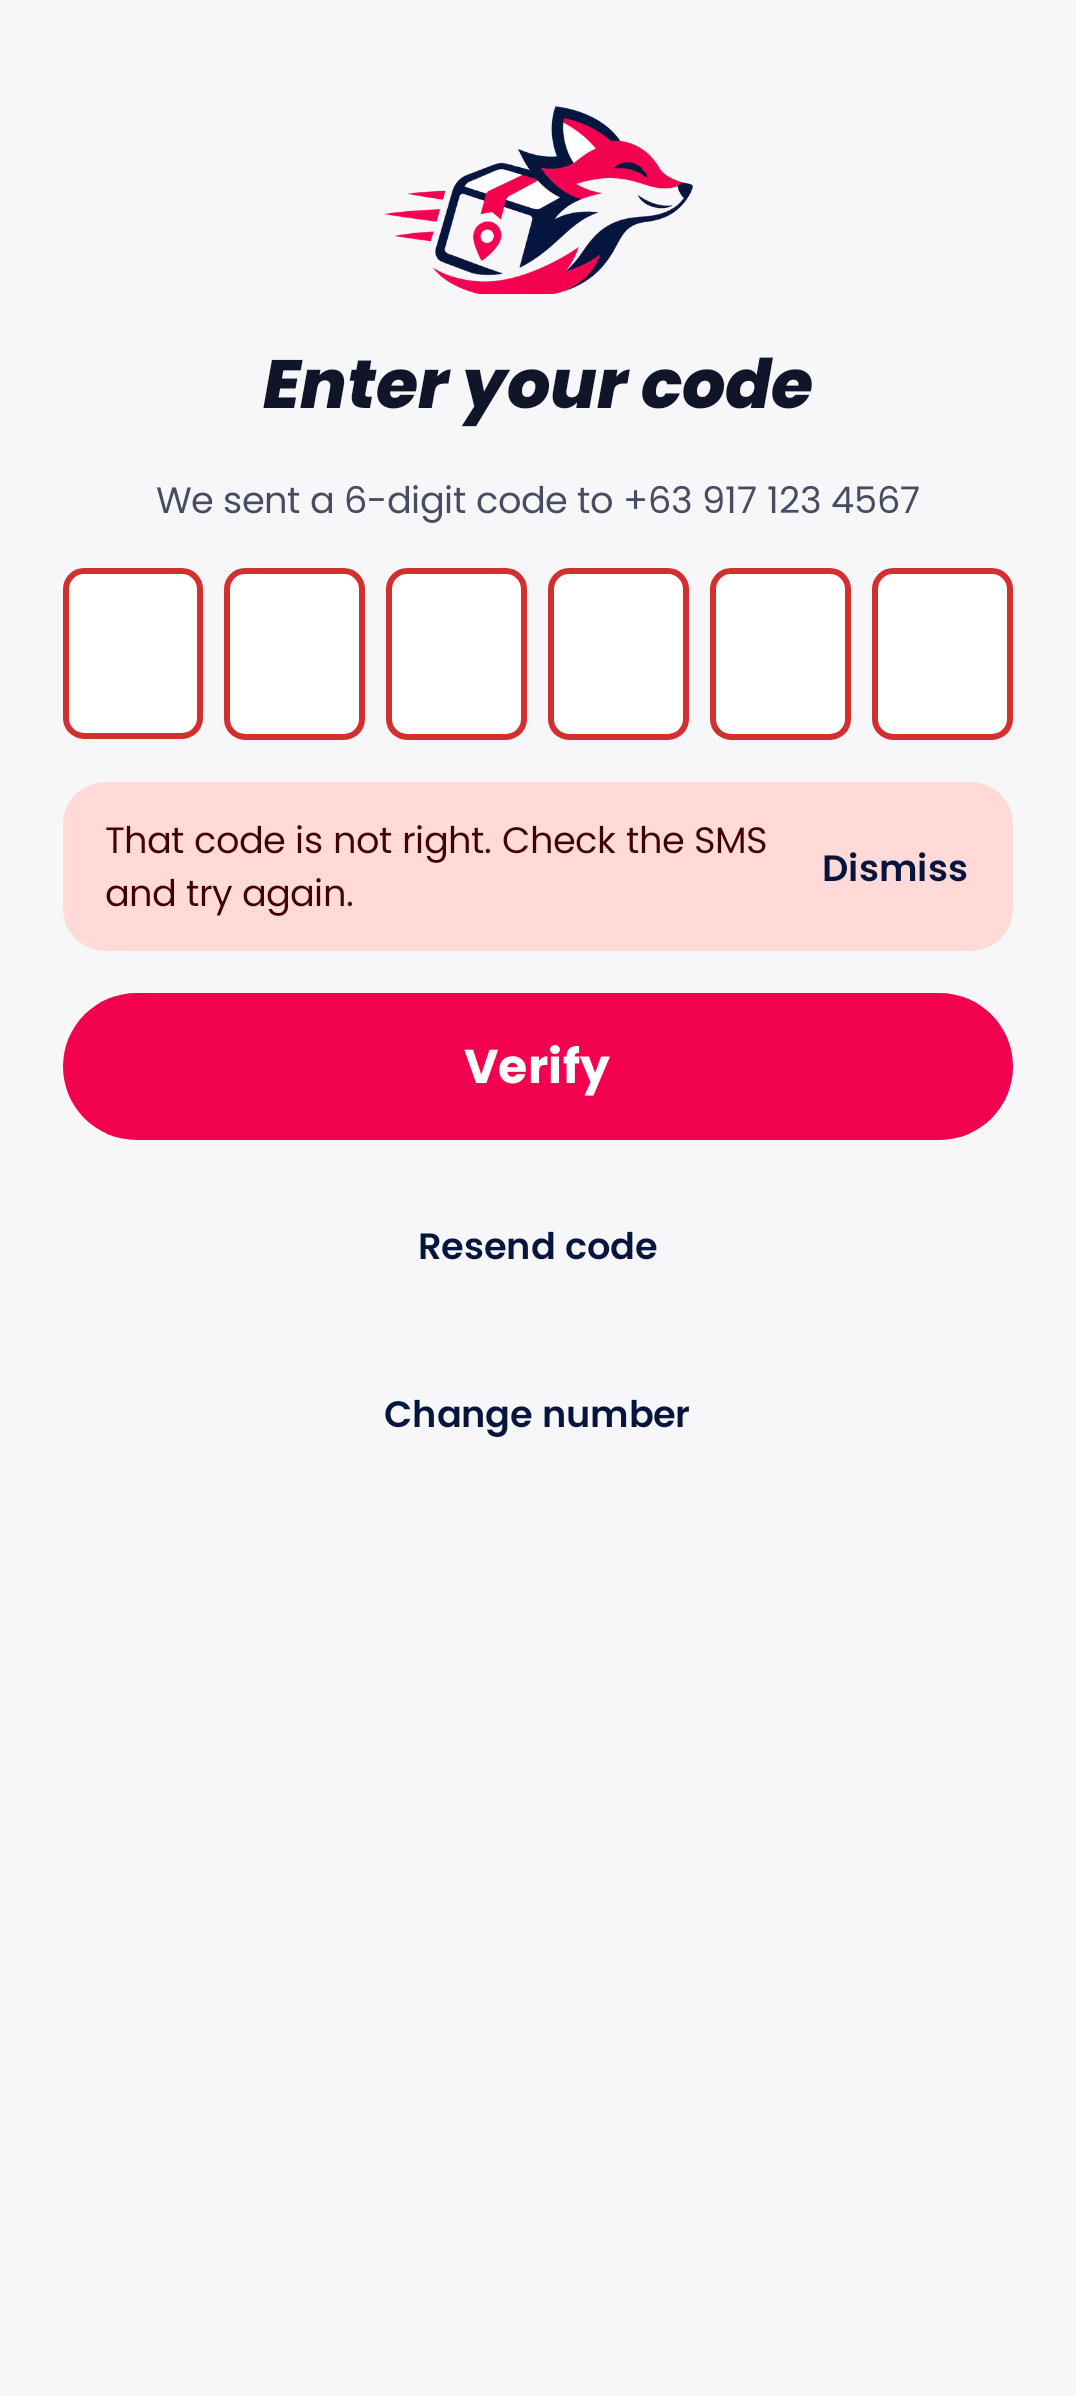 Enter your code
We sent a 6-digit code to +63 917 123 4567
That code is not right. Check the SMS
and try again.
Dismiss
Verify
Resend code
Change number